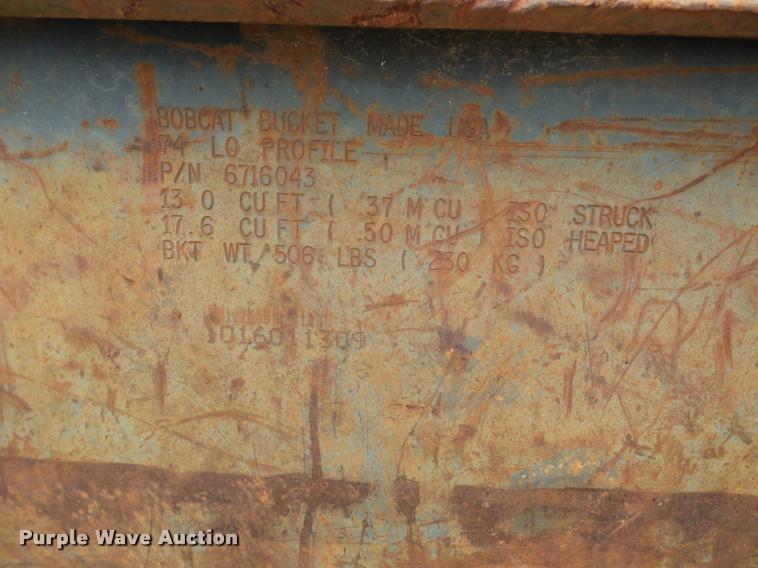 BOBCAT BUCKET MADE USA
74 LO PROFILE
P/N 6716043
13.0 CU FT ( .37 M CU ) ISO STRUCK
17.6 CU FT ( .50 M CU ) ISO HEAPED
BKT WT 506 LBS ( 230 KG )
1016011309
Purple Wave Auction®